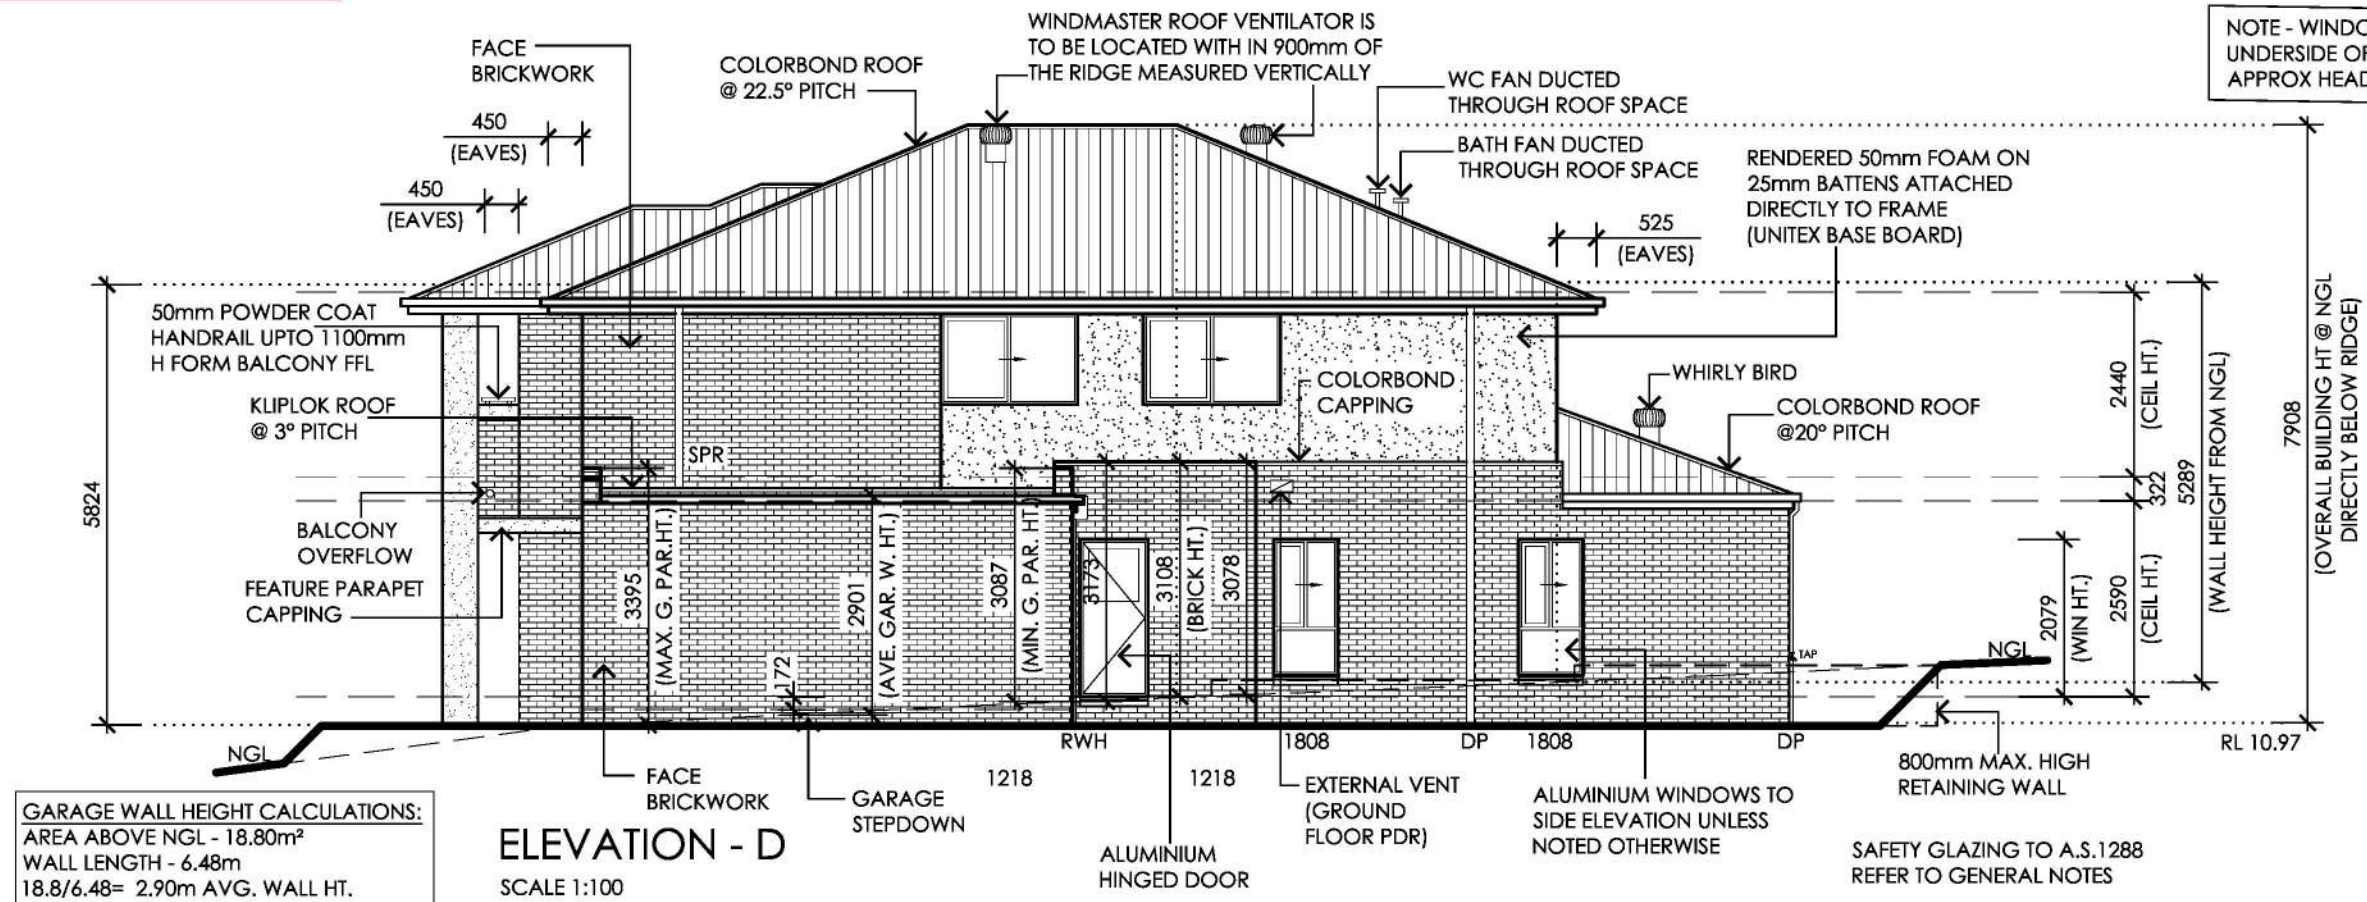 FACE
BRICKWORK
COLORBOND ROOF
@ 22.5° PITCH
WINDMASTER ROOF VENTILATOR IS
TO BE LOCATED WITH IN 900mm OF
THE RIDGE MEASURED VERTICALLY
WC FAN DUCTED
THROUGH ROOF SPACE
BATH FAN DUCTED
THROUGH ROOF SPACE
RENDERED 50mm FOAM ON
25mm BATTENS ATTACHED
DIRECTLY TO FRAME
(UNITEX BASE BOARD)
UNDERSIDE
APPROX
NOTE -
450
(EAVES)
450
(EAVES)
525
(EAVES)
50mm POWDER COAT
HANDRAIL UPTO 1100mm
H FORM BALCONY FFL
KLIPLOK ROOF
@ 3° PITCH
5824
BALCONY
OVERFLOW
FEATURE PARAPET
CAPPING
SPR
COLORBOND
CAPPING
WHIRLY BIRD
COLORBOND ROOF
@20° PITCH
3395
(MAX. G. PAR.HT.)
172
2901
(AVE. GAR. W. HT.)
3087
(MIN. G. PAR. HT.)
3173
3108
(BRICK HT.)
3078
TAP
NGL
2079
(WIN HT.)
2440
(CEIL HT.)
322
2590
(CEIL HT.)
5289
(WALL HEIGHT FROM NGL)
7908
(OVERALL BUILDING HT @ NGL
DIRECTLY BELOW RIDGE)
NGL
RWH
1808
DP
1808
DP
RL 10.97
1218
1218
FACE
BRICKWORK
GARAGE
STEPDOWN
ALUMINIUM
HINGED DOOR
EXTERNAL VENT
(GROUND
FLOOR PDR)
ALUMINIUM WINDOWS TO
SIDE ELEVATION UNLESS
NOTED OTHERWISE
800mm MAX. HIGH
RETAINING WALL
SAFETY GLAZING TO A.S.1288
REFER TO GENERAL NOTES
GARAGE WALL HEIGHT CALCULATIONS:
AREA ABOVE NGL - 18.80m²
WALL LENGTH - 6.48m
18.8/6.48= 2.90m AVG. WALL HT.
ELEVATION - D
SCALE 1:100